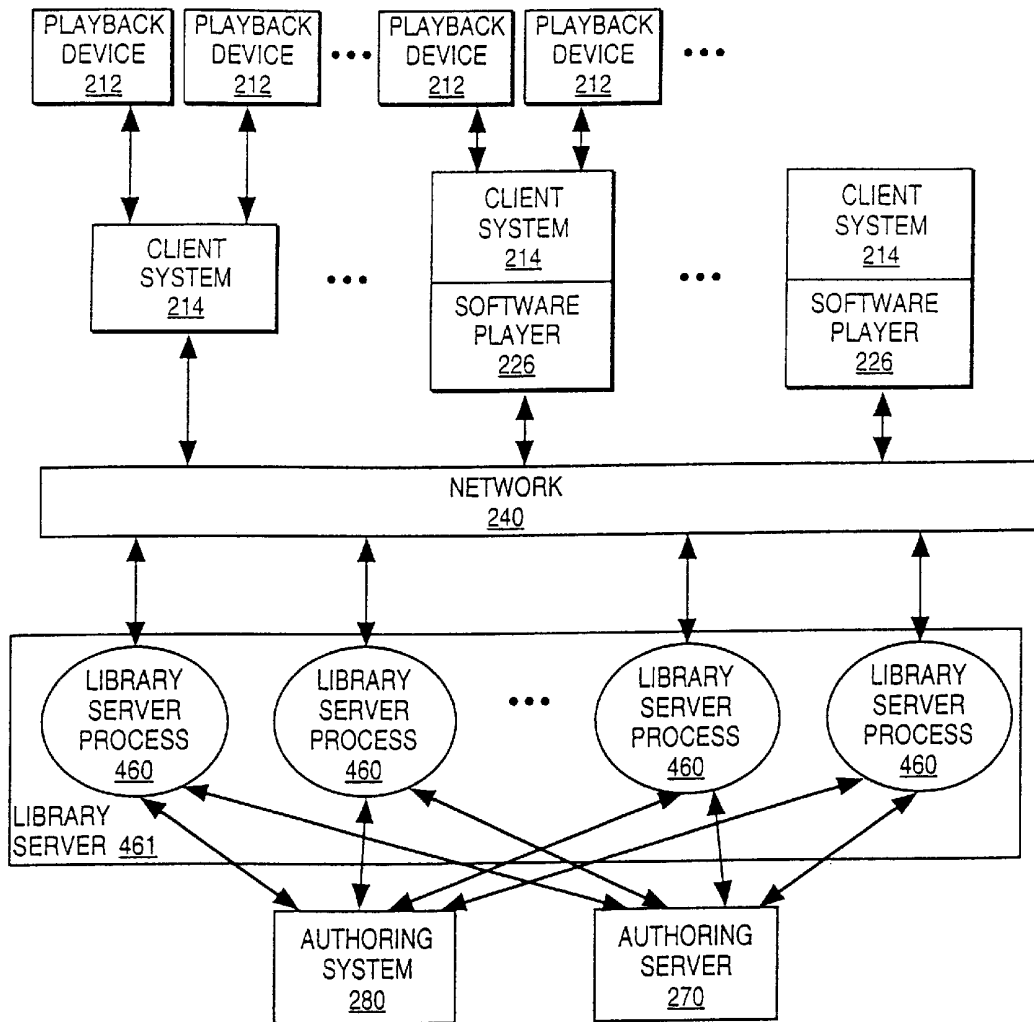 PLAYBACK
DEVICE
212
PLAYBACK
DEVICE
212
PLAYBACK
DEVICE
212
PLAYBACK
DEVICE
212
CLIENT
SYSTEM
214
CLIENT
SYSTEM
214
SOFTWARE
PLAYER
226
CLIENT
SYSTEM
214
SOFTWARE
PLAYER
226
NETWORK
240
LIBRARY
SERVER
PROCESS
460
LIBRARY
SERVER
PROCESS
460
LIBRARY
SERVER
PROCESS
460
LIBRARY
SERVER
PROCESS
460
LIBRARY
SERVER 461
AUTHORING
SYSTEM
280
AUTHORING
SERVER
270